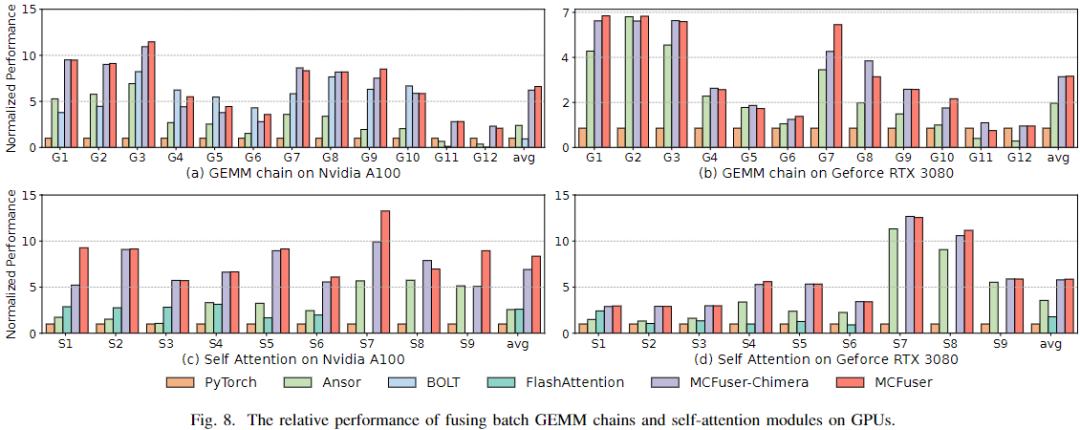 15
10
5
0
Normalized Performance
G1 G2 G3 G4 G5 G6 G7 G8 G9 G10 G11 G12 avg
(a) GEMM chain on Nvidia A100
7
4
2
0
G1 G2 G3 G4 G5 G6 G7 G8 G9 G10 G11 G12 avg
(b) GEMM chain on Geforce RTX 3080
15
10
5
0
Normalized Performance
S1 S2 S3 S4 S5 S6 S7 S8 S9 avg
(c) Self Attention on Nvidia A100
15
10
5
0
S1 S2 S3 S4 S5 S6 S7 S8 S9 avg
(d) Self Attention on Geforce RTX 3080
PyTorch Ansor BOLT FlashAttention MCFuser-Chimera MCFuser
Fig. 8. The relative performance of fusing batch GEMM chains and self-attention modules on GPUs.